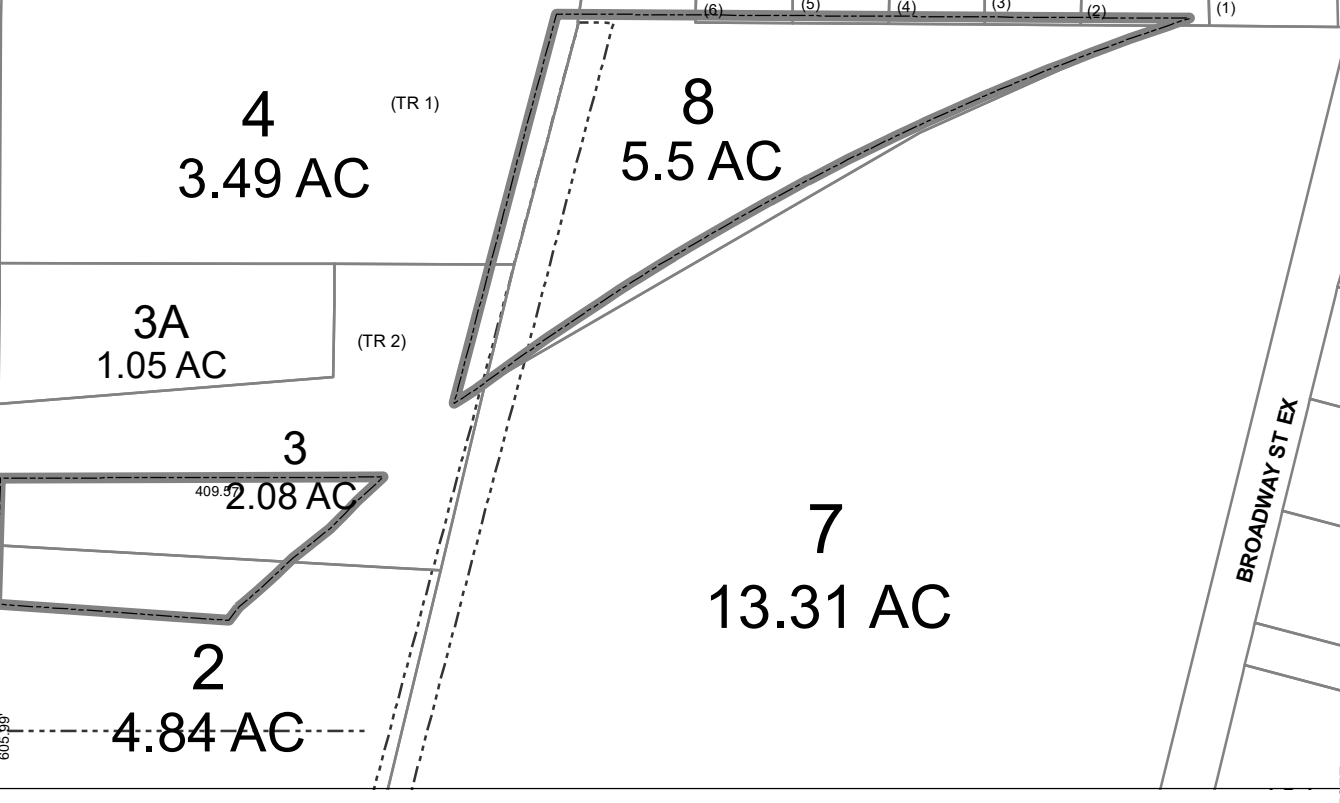 (6)
(5)
(4)
(3)
(2)
(1)
4
(TR 1)
3.49 AC
8
5.5 AC
3A
1.05 AC
(TR 2)
3
409.57'
2.08 AC
7
13.31 AC
BROADWAY ST EX
2
4.84 AC
605.99'